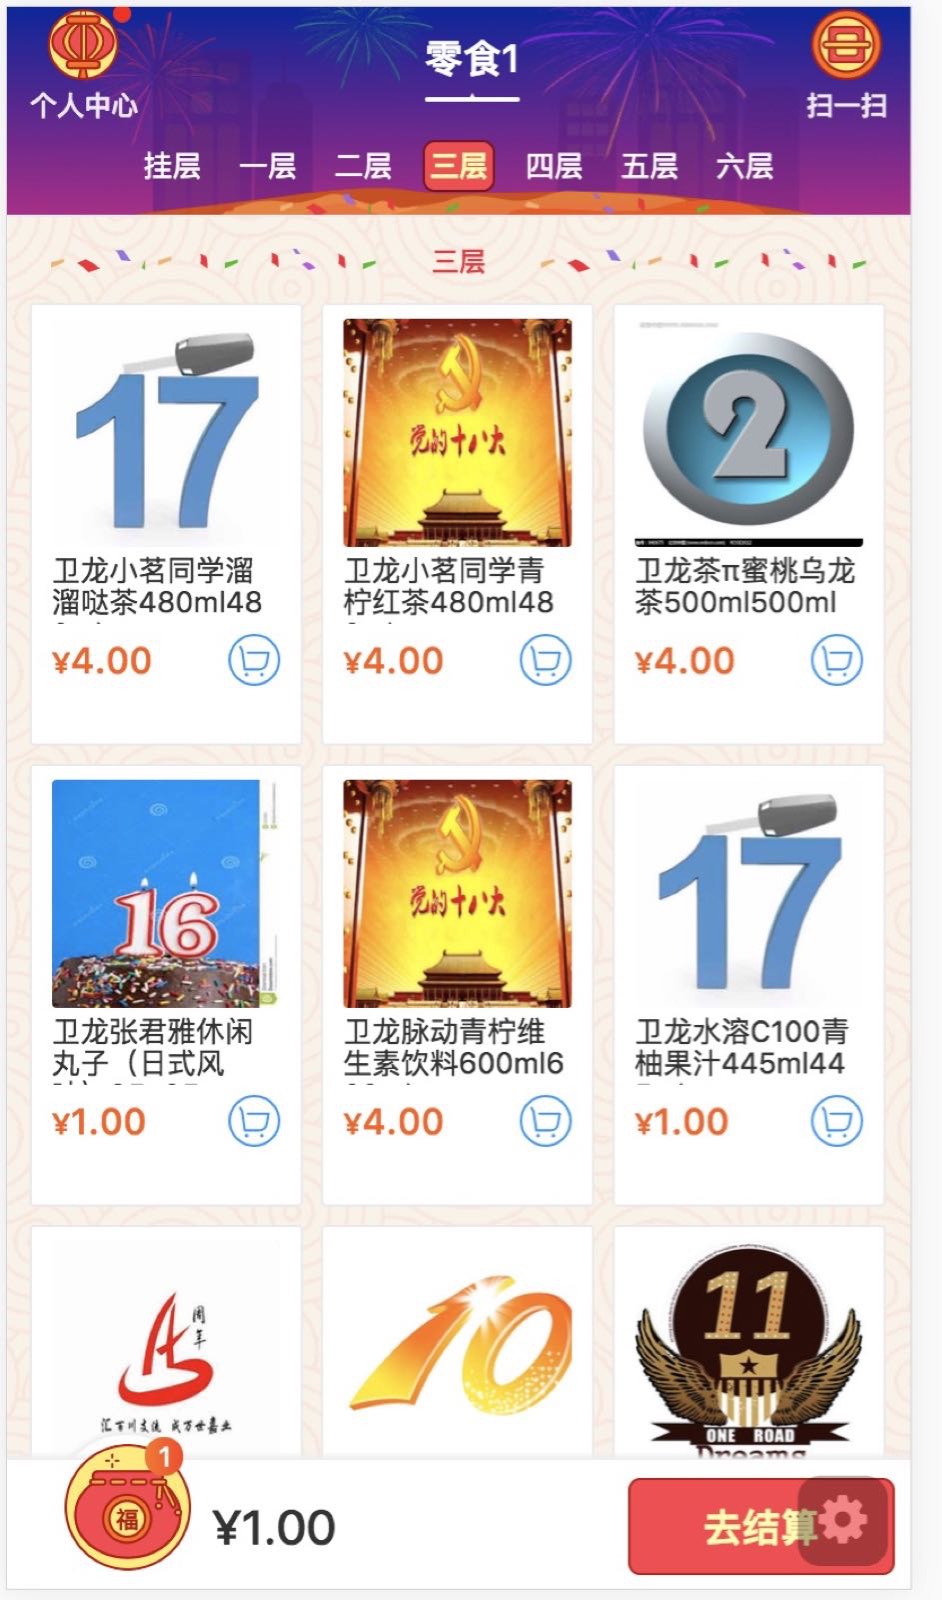 零食1
个人中心
扫一扫
挂层 一层 二层 三层 四层 五层 六层
三层
17
党的十八大
2
卫龙小茗同学溜
溜哒茶480ml48
¥4.00
卫龙小茗同学青
柠红茶480ml48
¥4.00
卫龙茶π蜜桃乌龙
茶500ml500ml
¥4.00
16
党的十八大
17
卫龙张君雅休闲
丸子（日式风
¥1.00
卫龙脉动青柠维
生素饮料600ml6
¥4.00
卫龙水溶C100青
柚果汁445ml44
¥1.00
周年
汇百川支流 成万世嘉业
10
11
ONE ROAD
Dreams
1
福
¥1.00
去结算